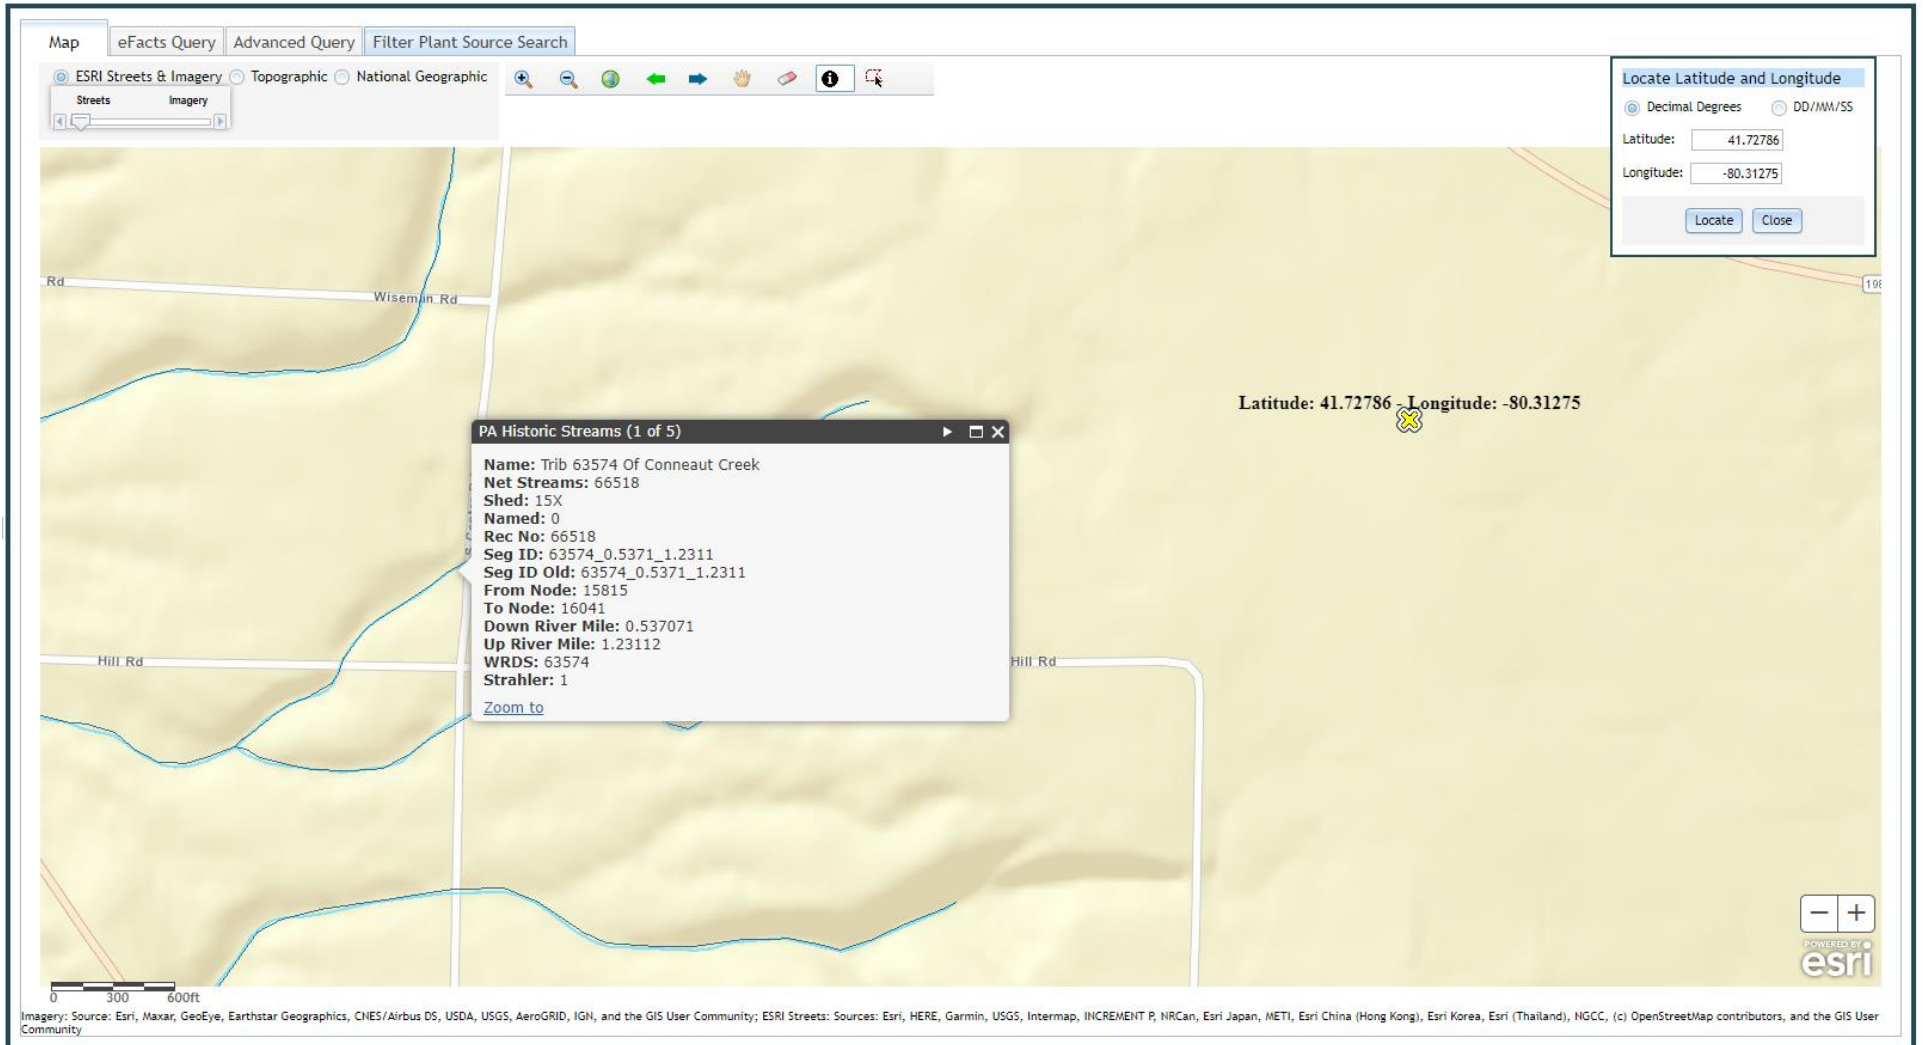 Map
eFacts Query
Advanced Query
Filter Plant Source Search
ESRI Streets & Imagery
Topographic
National Geographic
Streets
Imagery
Locate Latitude and Longitude
Decimal Degrees
DD/MM/SS
Latitude: 41.72786
Longitude: -80.31275
Locate
Close
Rd
Wiseman Rd
198
Latitude: 41.72786 - Longitude: -80.31275
PA Historic Streams (1 of 5)
Name: Trib 63574 Of Conneaut Creek
Net Streams: 66518
Shed: 15X
Named: 0
Rec No: 66518
Seg ID: 63574_0.5371_1.2311
Seg ID Old: 63574_0.5371_1.2311
From Node: 15815
To Node: 16041
Down River Mile: 0.537071
Up River Mile: 1.23112
WRDS: 63574
Strahler: 1
Zoom to
Hill Rd
Hill Rd
POWERED BY
esri
0 300 600ft
Imagery: Source: Esri, Maxar, GeoEye, Earthstar Geographics, CNES/Airbus DS, USDA, USGS, AeroGRID, IGN, and the GIS User Community; ESRI Streets: Sources: Esri, HERE, Garmin, USGS, Intermap, INCREMENT P, NRCan, Esri Japan, METI, Esri China (Hong Kong), Esri Korea, Esri (Thailand), NGCC, (c) OpenStreetMap contributors, and the GIS User
Community